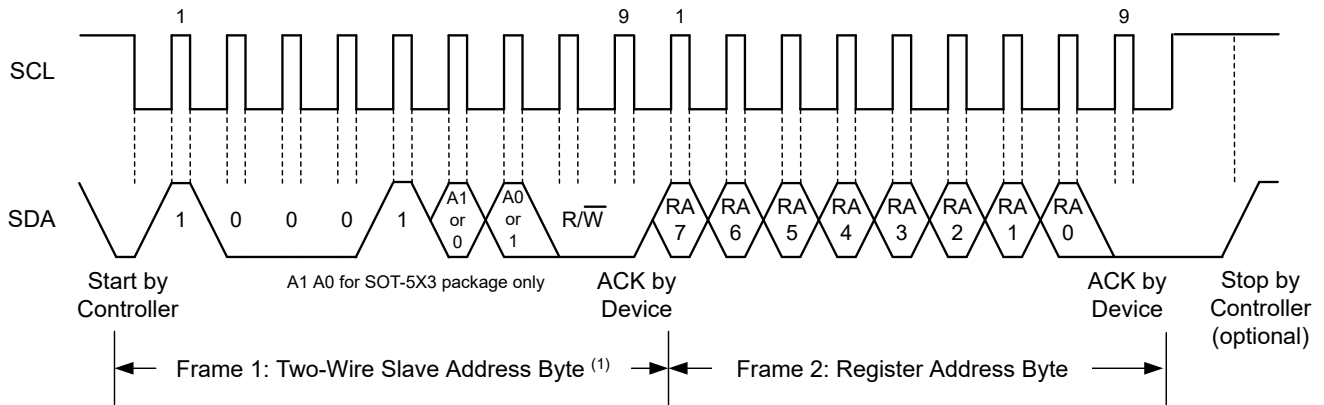 1 9 1 9
SCL
SDA
1 0 0 0 1 A1 or 0 A0 or 1 R/W̅ RA 7 RA 6 RA 5 RA 4 RA 3 RA 2 RA 1 RA 0
Start by Controller
A1 A0 for SOT-5X3 package only
ACK by Device
ACK by Device
Stop by Controller (optional)
Frame 1: Two-Wire Slave Address Byte (1)
Frame 2: Register Address Byte